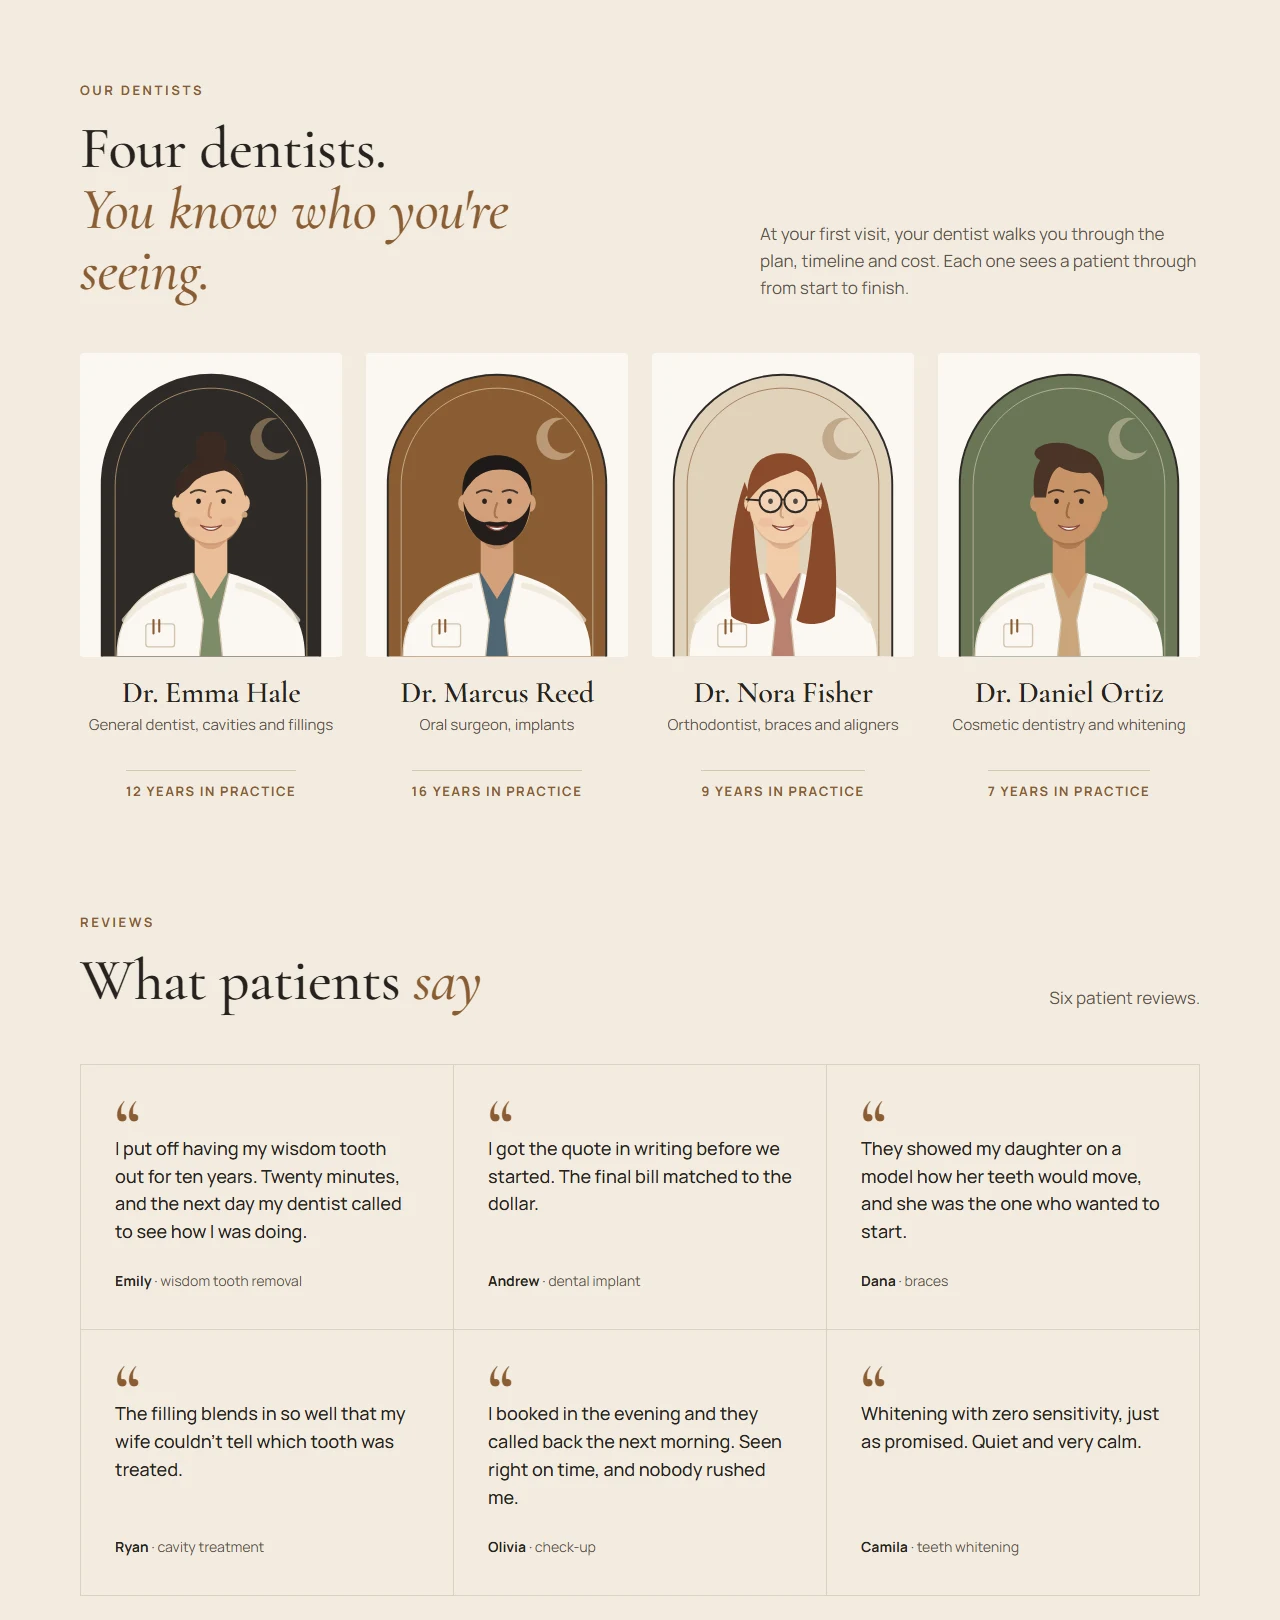 OUR DENTISTS
Four dentists.
You know who you're
seeing.
At your first visit, your dentist walks you through the
plan, timeline and cost. Each one sees a patient through
from start to finish.
Dr. Emma Hale
General dentist, cavities and fillings
12 YEARS IN PRACTICE
Dr. Marcus Reed
Oral surgeon, implants
16 YEARS IN PRACTICE
Dr. Nora Fisher
Orthodontist, braces and aligners
9 YEARS IN PRACTICE
Dr. Daniel Ortiz
Cosmetic dentistry and whitening
7 YEARS IN PRACTICE
REVIEWS
What patients say
Six patient reviews.
“
I put off having my wisdom tooth
out for ten years. Twenty minutes,
and the next day my dentist called
to see how I was doing.
Emily · wisdom tooth removal
“
I got the quote in writing before we
started. The final bill matched to the
dollar.
Andrew · dental implant
“
They showed my daughter on a
model how her teeth would move,
and she was the one who wanted to
start.
Dana · braces
“
The filling blends in so well that my
wife couldn’t tell which tooth was
treated.
Ryan · cavity treatment
“
I booked in the evening and they
called back the next morning. Seen
right on time, and nobody rushed
me.
Olivia · check-up
“
Whitening with zero sensitivity, just
as promised. Quiet and very calm.
Camila · teeth whitening